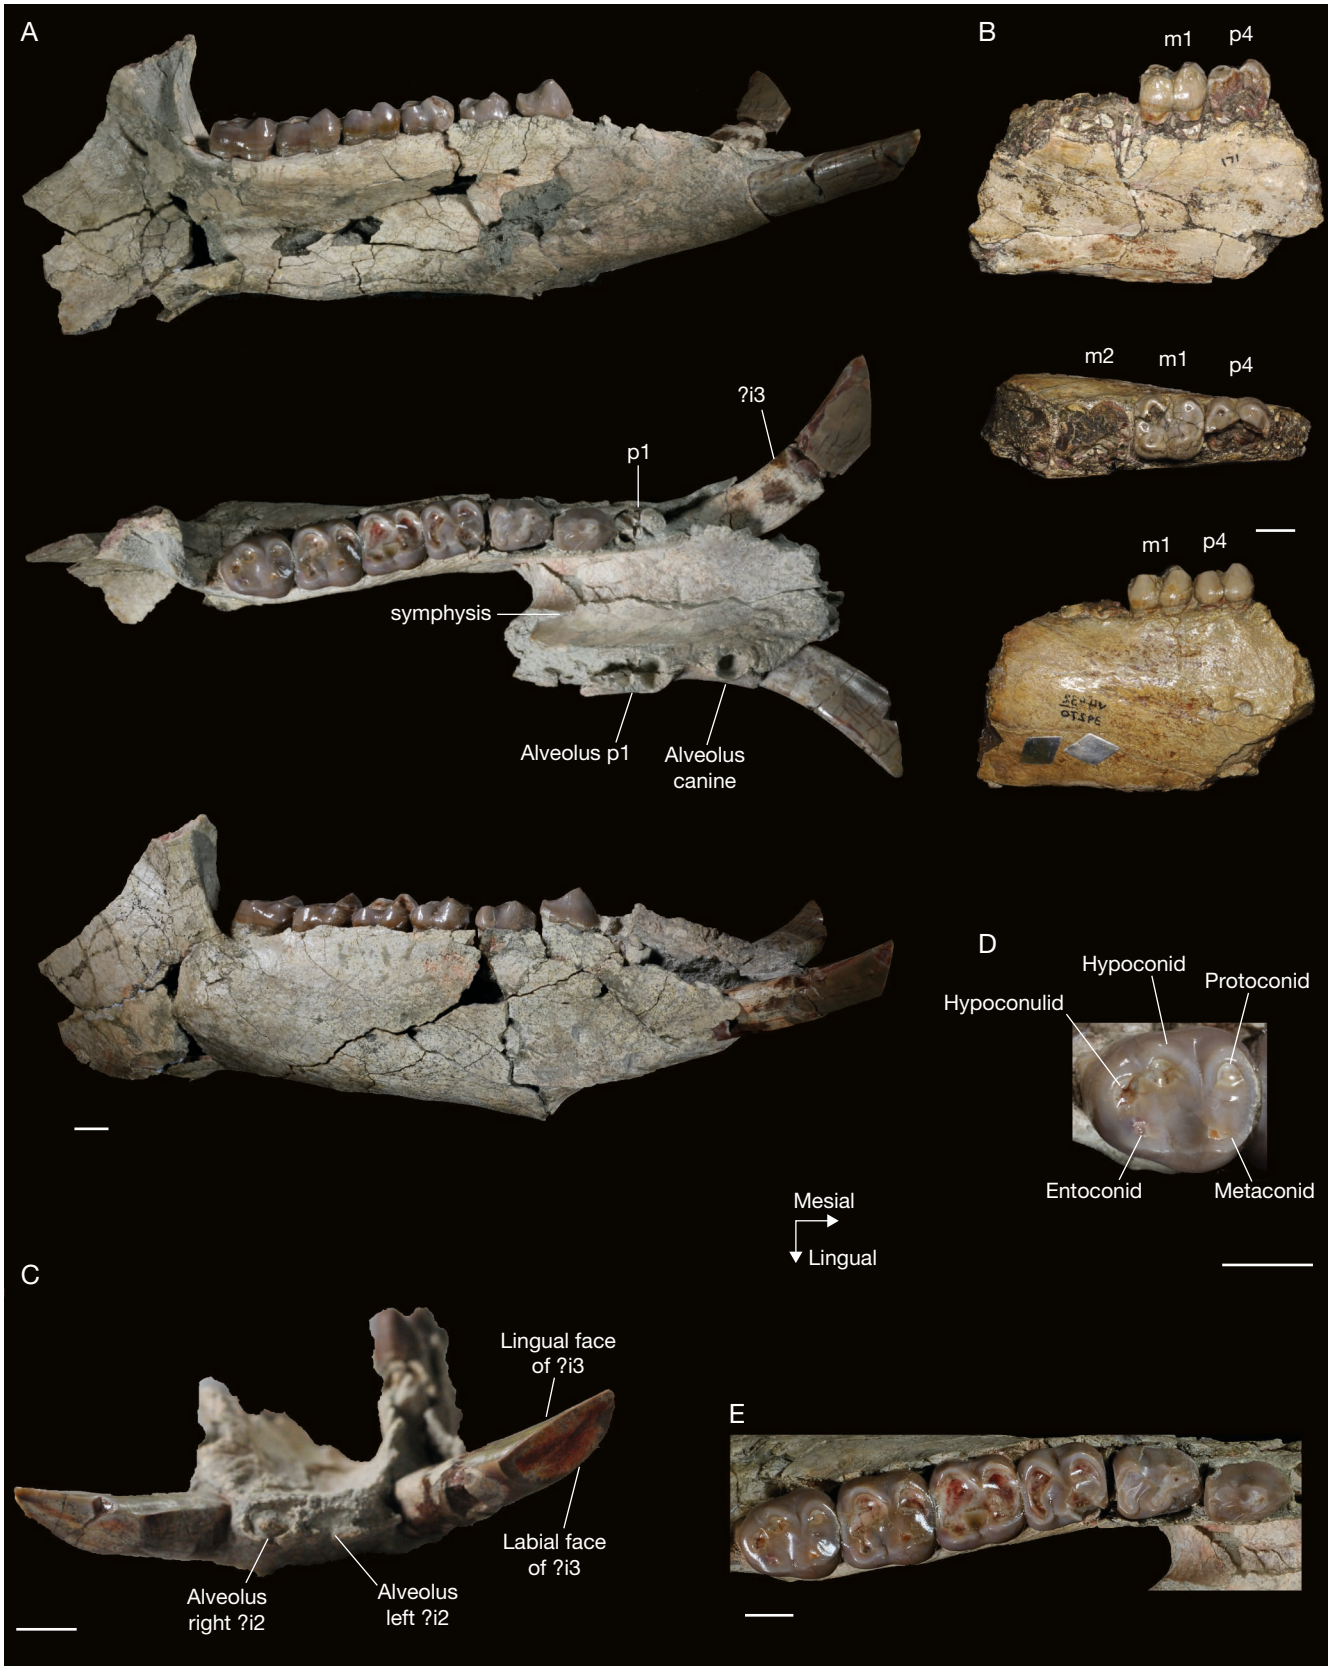 A
B
m1 p4
171
m2 m1 p4
?i3
p1
m1 p4
symphysis
Alveolus p1
Alveolus
canine
D
Hypoconid
Protoconid
Hypoconulid
Entoconid
Metaconid
Mesial
Lingual
C
Lingual face
of ?i3
E
Labial face
of ?i3
Alveolus
right ?i2
Alveolus
left ?i2